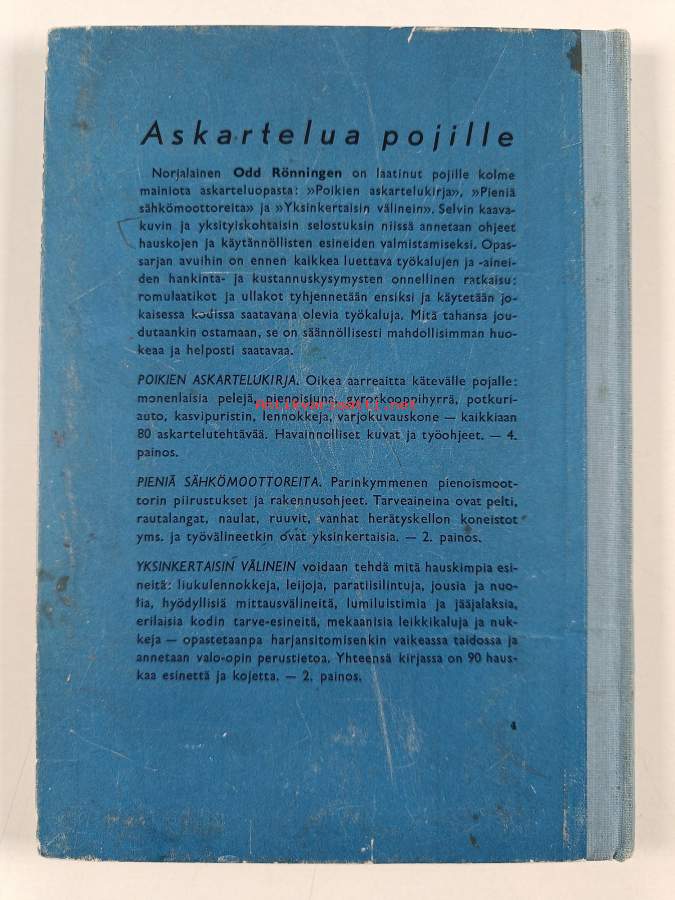 Askartelua pojille
Norjalainen Odd Rönningen on laatinut pojille kolme
mainiota askarteluopasta: »Poikien askartelukirja», »Pieniä
sähkömoottoreita» ja »Yksinkertaisin välinein». Selvin kaava-
kuvin ja yksityiskohtaisin selostuksin niissä annetaan ohjeet
hauskojen ja käytännöllisten esineiden valmistamiseksi. Opas-
sarjan avuihin on ennen kaikkea luettava työkalujen ja -ainei-
den hankinta- ja kustannuskysymysten onnellinen ratkaisu:
romulaatikot ja ullakot tyhjennetään ensiksi ja käytetään jo-
kaisessa kodissa saatavana olevia työkaluja. Mitä tahansa jou-
dutaankin ostamaan, se on säännöllisesti mahdollisimman huo-
keaa ja helposti saatavaa.
POIKIEN ASKARTELUKIRJA. Oikea aarreaitta kätevälle pojalle:
monenlaisia pelejä, pienoisjuna, gyroskooppihyrrä, potkuri-
auto, kasvipuristin, lennokkeja, varjokuvauskone — kaikkiaan
80 askartelutehtävää. Havainnolliset kuvat ja työohjeet. — 4.
painos.
Antikvariaatti.net
PIENIÄ SÄHKÖMOOTTOREITA. Parinkymmenen pienoismoot-
torin piirustukset ja rakennusohjeet. Tarveaineina ovat pelti,
rautalangat, naulat, ruuvit, vanhat herätyskellon koneistot
yms. ja työvälineetkin ovat yksinkertaisia. — 2. painos.
YKSINKERTAISIN VÄLINEIN voidaan tehdä mitä hauskimpia esi-
neitä: liukulennokkeja, leijoja, paratiisilintuja, jousia ja nuo-
lia, hyödyllisiä mittausvälineitä, lumiluistimia ja jääjalaksia,
erilaisia kodin tarve-esineitä, mekaanisia leikkikaluja ja nuk-
keja — opastetaanpa harjansitomisenkin vaikeassa taidossa ja
annetaan valo-opin perustietoa. Yhteensä kirjassa on 90 haus-
kaa esinettä ja kojetta. — 2. painos.
4